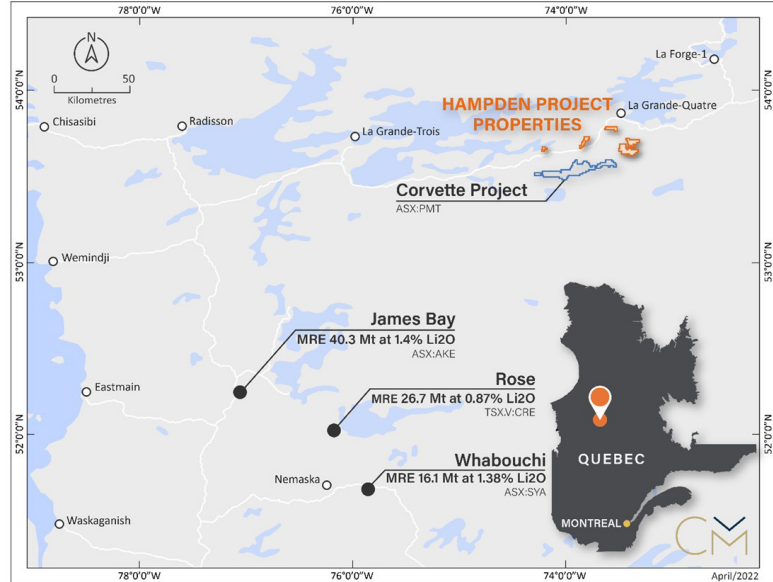 78°0'0"W
76°0'0"W
74°0'0"W
N
0
50
Kilometres
La Forge-1
54°0'0"N
54°0'0"N
HAMPDEN PROJECT
PROPERTIES
La Grande-Quatre
Chisasibi
Radisson
La Grande-Trois
Corvette Project
ASX:PMT
Wemindji
53°0'0"N
53°0'0"N
James Bay
MRE 40.3 Mt at 1.4% Li2O
ASX:AKE
Rose
MRE 26.7 Mt at 0.87% Li2O
TSX.V:CRE
Eastmain
52°0'0"N
52°0'0"N
Whabouchi
MRE 16.1 Mt at 1.38% Li2O
ASX:SYA
Nemaska
QUEBEC
Waskaganish
MONTREAL
CM
78°0'0"W
76°0'0"W
74°0'0"W
April/2022